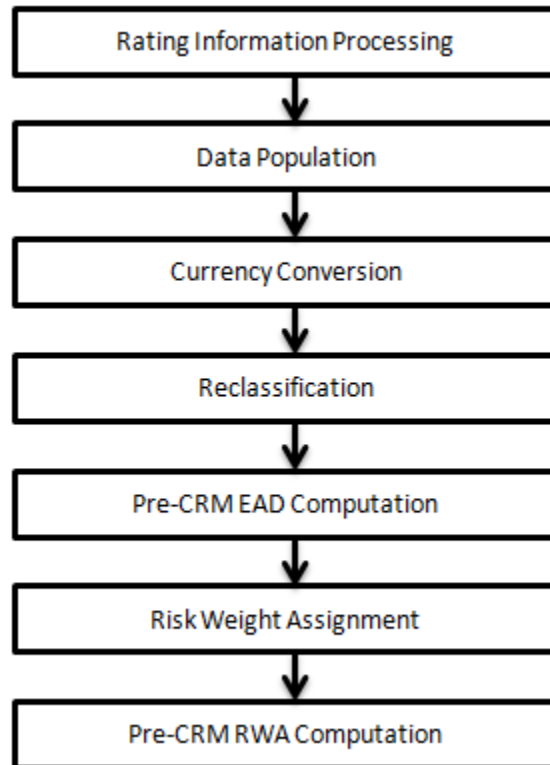 Rating Information Processing
Data Population
Currency Conversion
Reclassification
Pre-CRM EAD Computation
Risk Weight Assignment
Pre-CRM RWA Computation